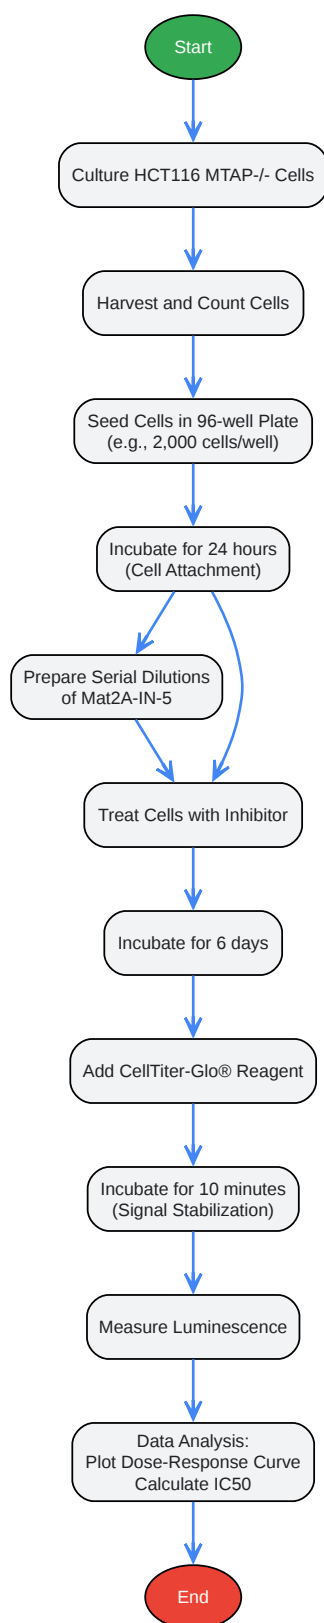 Start
Culture HCT116 MTAP-/- Cells
Harvest and Count Cells
Seed Cells in 96-well Plate
(e.g., 2,000 cells/well)
Incubate for 24 hours
(Cell Attachment)
Prepare Serial Dilutions
of Mat2A-IN-5
Treat Cells with Inhibitor
Incubate for 6 days
Add CellTiter-Glo® Reagent
Incubate for 10 minutes
(Signal Stabilization)
Measure Luminescence
Data Analysis:
Plot Dose-Response Curve
Calculate IC50
End